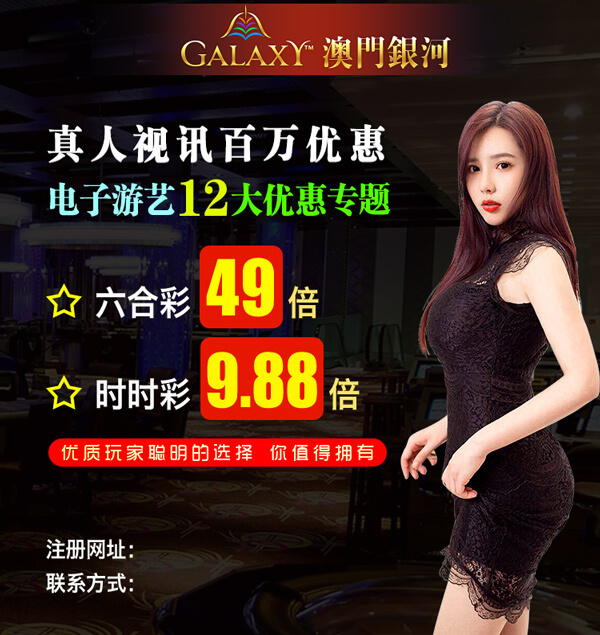 GALAXY™ 澳門銀河
真人视讯百万优惠
电子游艺12大优惠专题
六合彩 49 倍
时时彩 9.88 倍
优质玩家聪明的选择 你值得拥有
注册网址:
联系方式: